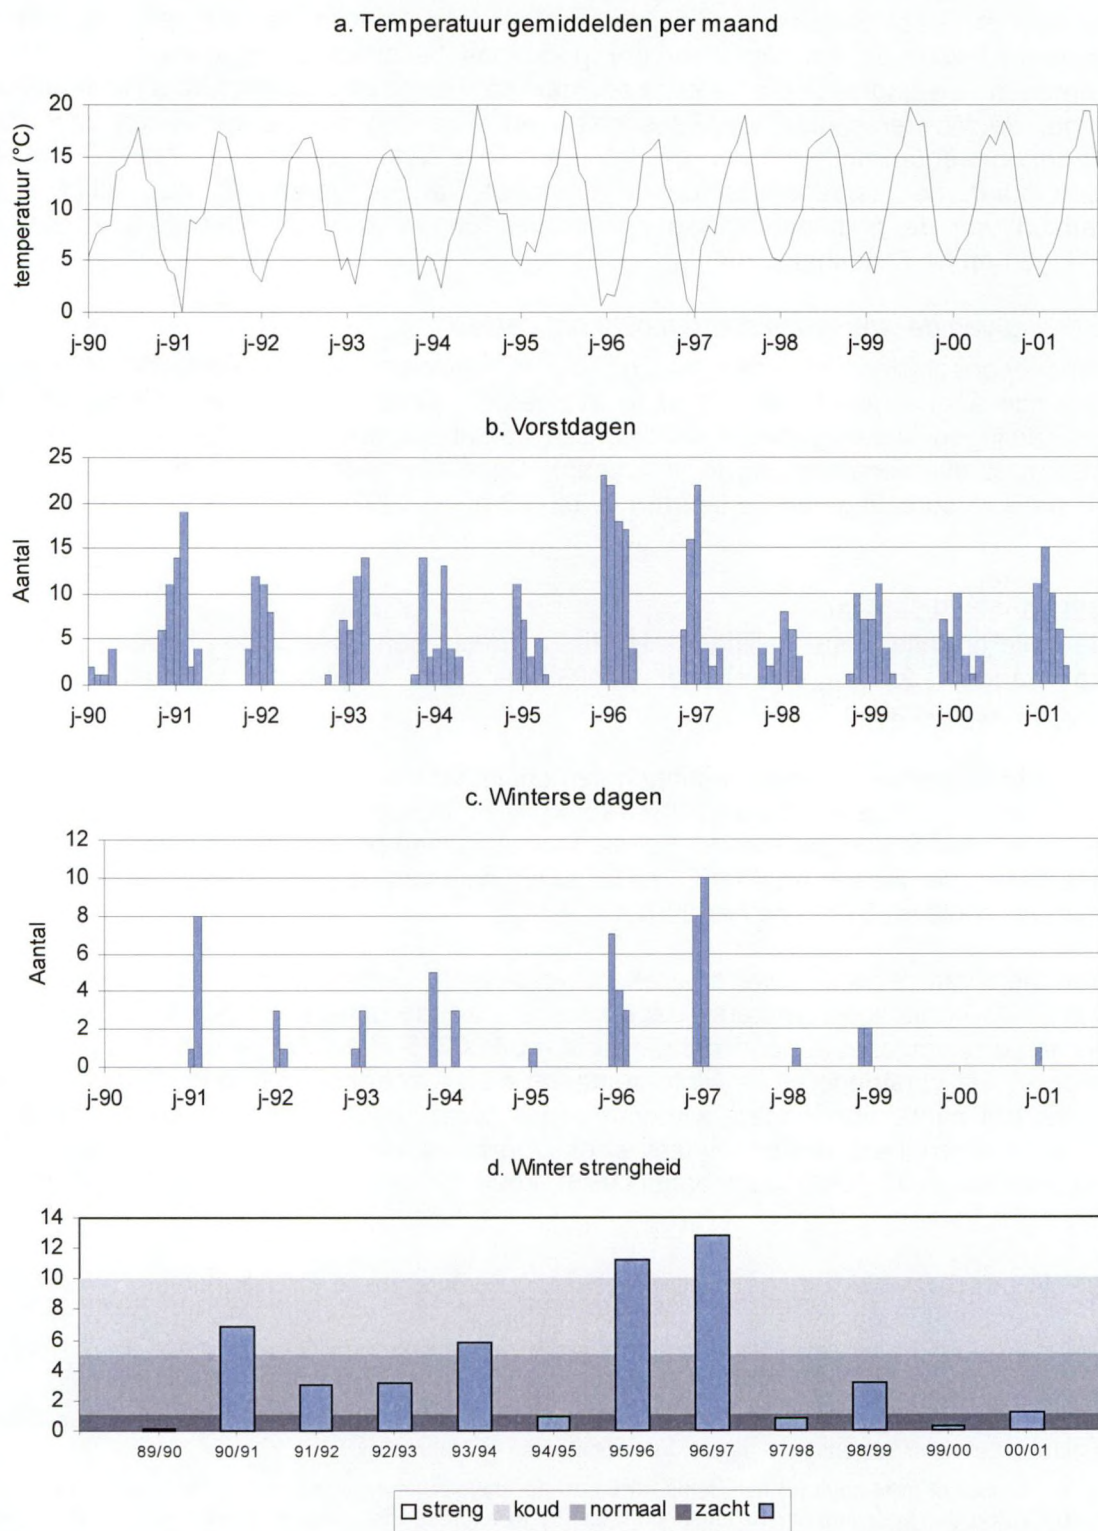 a. Temperatuur gemiddelden per maand
temperatuur (°C)
20
15
10
5
0
j-90 j-91 j-92 j-93 j-94 j-95 j-96 j-97 j-98 j-99 j-00 j-01
b. Vorstdagen
Aantal
25
20
15
10
5
0
j-90 j-91 j-92 j-93 j-94 j-95 j-96 j-97 j-98 j-99 j-00 j-01
c. Winterse dagen
Aantal
12
10
8
6
4
2
0
j-90 j-91 j-92 j-93 j-94 j-95 j-96 j-97 j-98 j-99 j-00 j-01
d. Winter strengheid
14
12
10
8
6
4
2
0
89/90 90/91 91/92 92/93 93/94 94/95 95/96 96/97 97/98 98/99 99/00 00/01
streng koud normaal zacht